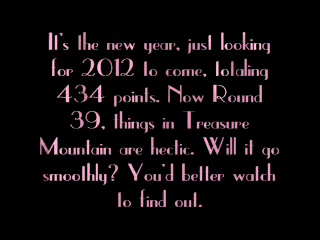 It's the new year, just looking
for 2012 to come, totaling
434 points. Now Round
39, things in Treasure
Mountain are hectic. Will it go
smoothly? You'd better watch
to find out.